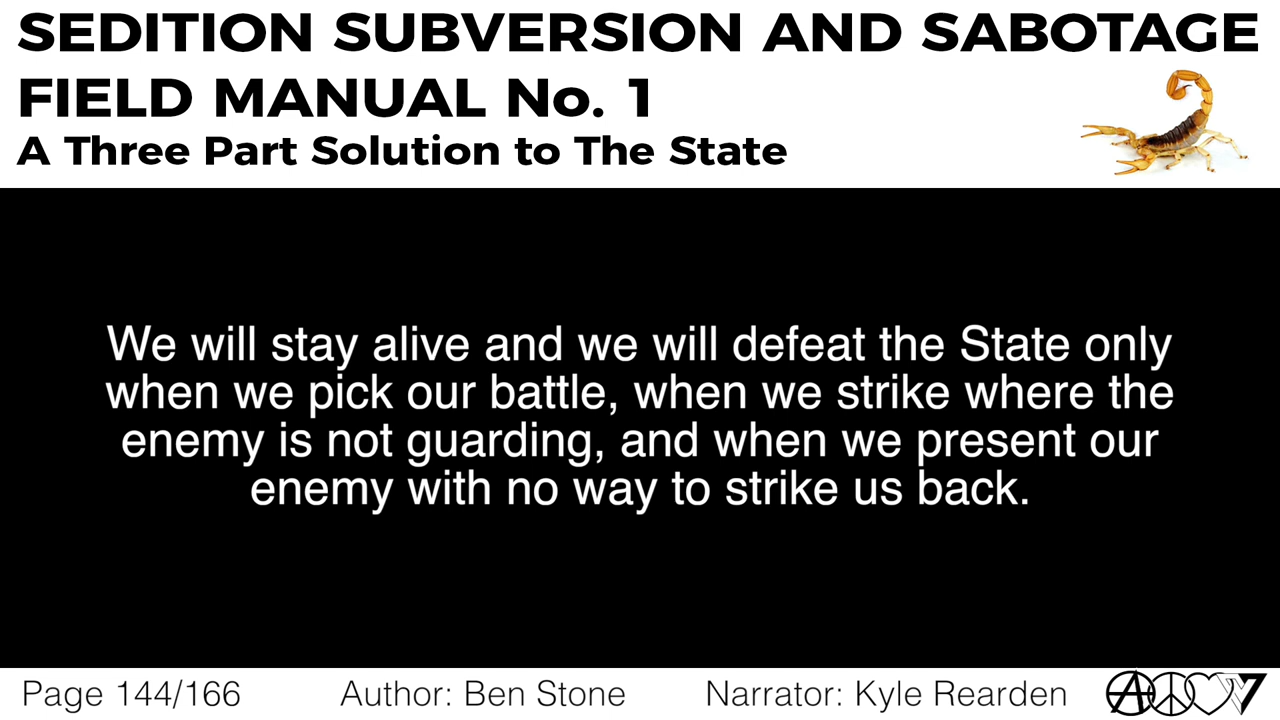 SEDITION SUBVERSION AND SABOTAGE
FIELD MANUAL No. 1
A Three Part Solution to The State
We will stay alive and we will defeat the State only
when we pick our battle, when we strike where the
enemy is not guarding, and when we present our
enemy with no way to strike us back.
Page 144/166 Author: Ben Stone Narrator: Kyle Rearden